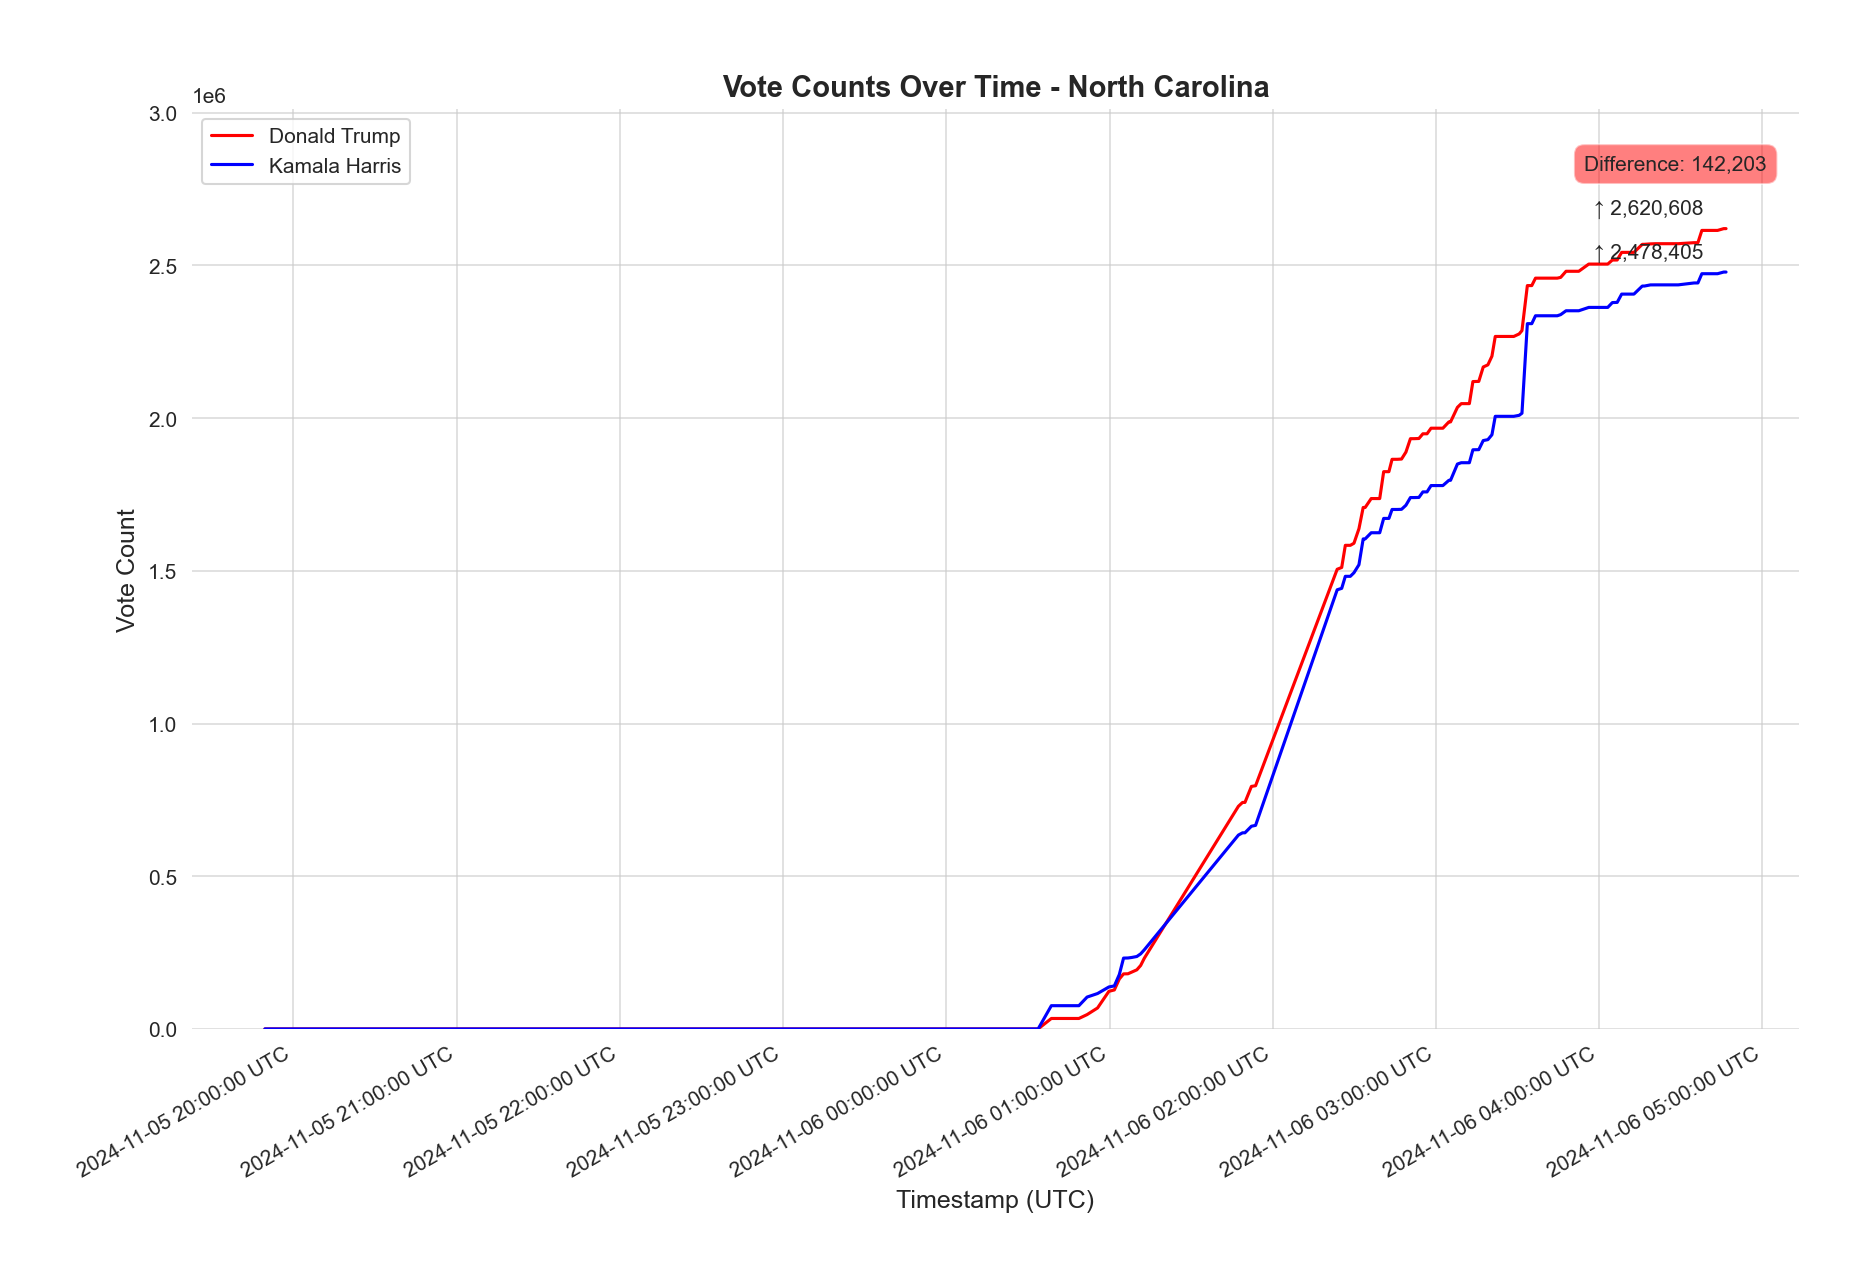 Vote Counts Over Time - North Carolina
1e6
3.0
2.5
2.0
1.5
1.0
0.5
0.0
Vote Count
Donald Trump
Kamala Harris
Difference: 142,203
↑ 2,620,608
↑ 2,478,405
2024-11-05 20:00:00 UTC
2024-11-05 21:00:00 UTC
2024-11-05 22:00:00 UTC
2024-11-05 23:00:00 UTC
2024-11-06 00:00:00 UTC
2024-11-06 01:00:00 UTC
2024-11-06 02:00:00 UTC
2024-11-06 03:00:00 UTC
2024-11-06 04:00:00 UTC
2024-11-06 05:00:00 UTC
Timestamp (UTC)